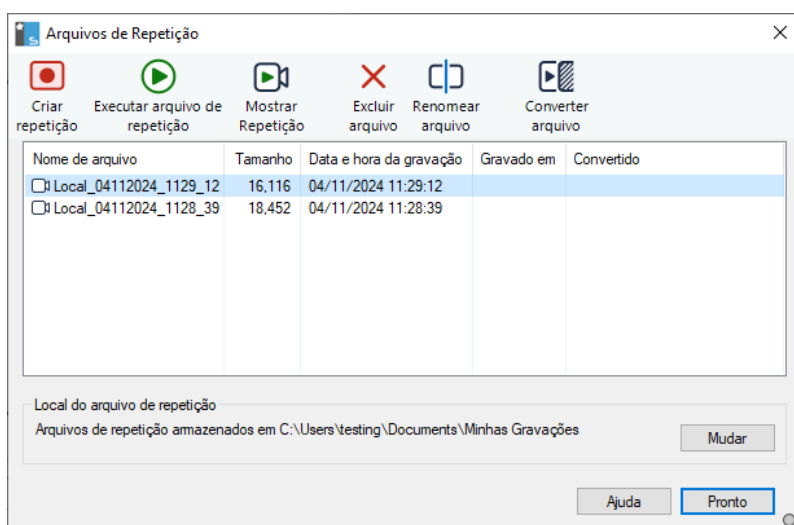 Arquivos de Repetição
Criar repetição
Executar arquivo de repetição
Mostrar Repetição
Excluir arquivo
Renomear arquivo
Converter arquivo
Nome de arquivo Tamanho Data e hora da gravação Gravado em Convertido
Local_04112024_1129_12 16,116 04/11/2024 11:29:12
Local_04112024_1128_39 18,452 04/11/2024 11:28:39
Local do arquivo de repetição
Arquivos de repetição armazenados em C:\Users\testing\Documents\Minhas Gravações
Mudar
Ajuda Pronto